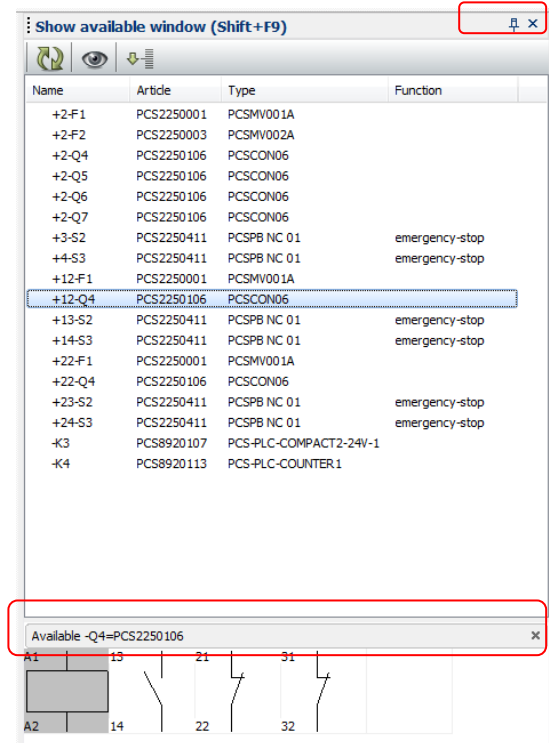 Show available window (Shift+F9)
Name Article Type Function
+2-F1 PCS2250001 PCSMV001A
+2-F2 PCS2250003 PCSMV002A
+2-Q4 PCS2250106 PCSCON06
+2-Q5 PCS2250106 PCSCON06
+2-Q6 PCS2250106 PCSCON06
+2-Q7 PCS2250106 PCSCON06
+3-S2 PCS2250411 PCSPB NC 01 emergency-stop
+4-S3 PCS2250411 PCSPB NC 01 emergency-stop
+12-F1 PCS2250001 PCSMV001A
+12-Q4 PCS2250106 PCSCON06
+13-S2 PCS2250411 PCSPB NC 01 emergency-stop
+14-S3 PCS2250411 PCSPB NC 01 emergency-stop
+22-F1 PCS2250001 PCSMV001A
+22-Q4 PCS2250106 PCSCON06
+23-S2 PCS2250411 PCSPB NC 01 emergency-stop
+24-S3 PCS2250411 PCSPB NC 01 emergency-stop
-K3 PCS8920107 PCS-PLC-COMPACT2-24V-1
-K4 PCS8920113 PCS-PLC-COUNTER1
Available -Q4=PCS2250106
A1 13 21 31
A2 14 22 32